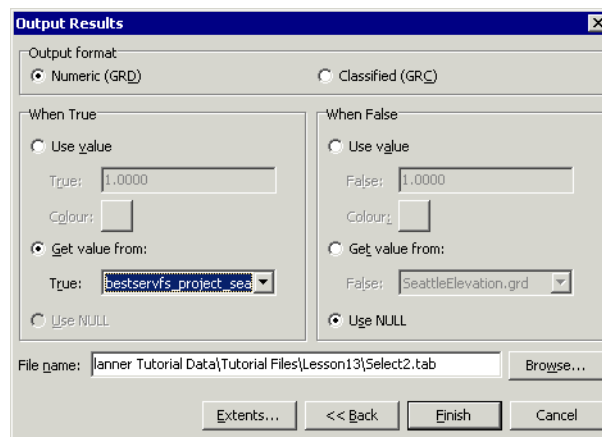 Output Results
Output format
Numeric (GRD)
Classified (GRC)
When True
Use value
True: 1.0000
Colour:
Get value from:
True: bestservfs_project_sea
Use NULL
When False
Use value
False: 1.0000
Colour:
Get value from:
False: SeattleElevation.grd
Use NULL
File name: lanner Tutorial Data\Tutorial Files\Lesson13\Select2.tab Browse...
Extents... << Back Finish Cancel